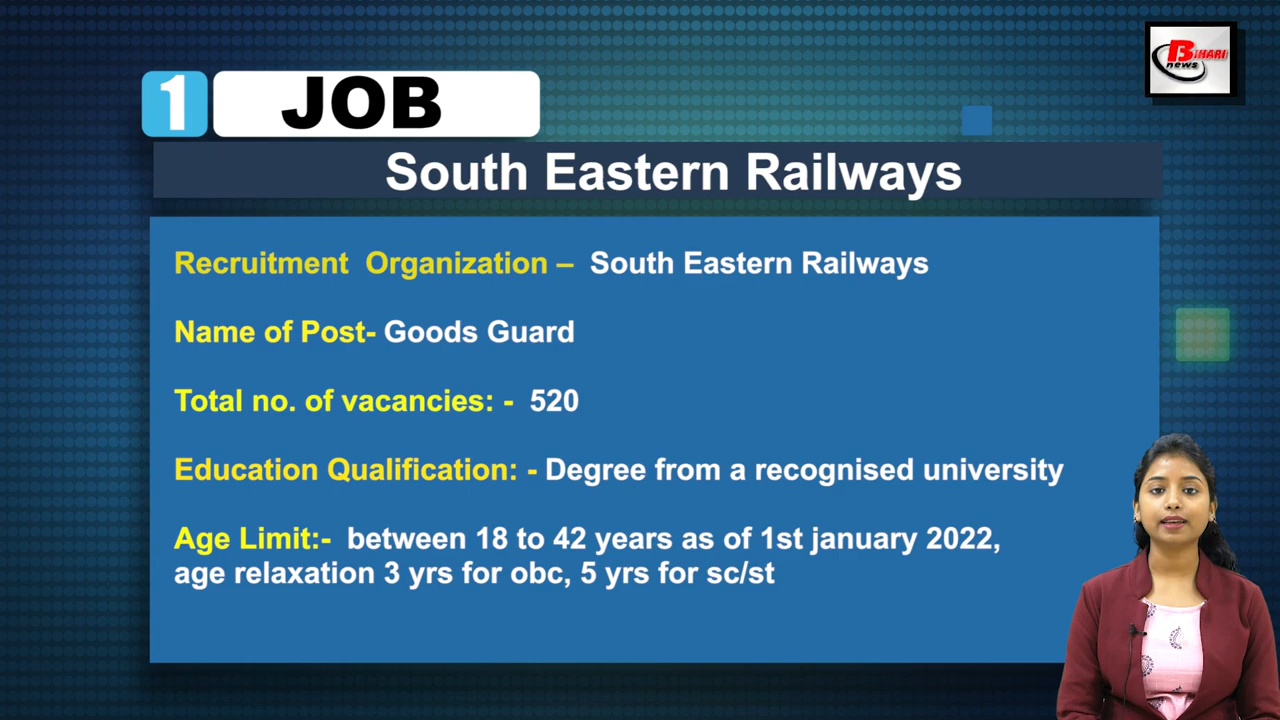 BIHARI
news
1 JOB
South Eastern Railways
Recruitment Organization – South Eastern Railways
Name of Post- Goods Guard
Total no. of vacancies: - 520
Education Qualification: - Degree from a recognised university
Age Limit:- between 18 to 42 years as of 1st january 2022,
age relaxation 3 yrs for obc, 5 yrs for sc/st